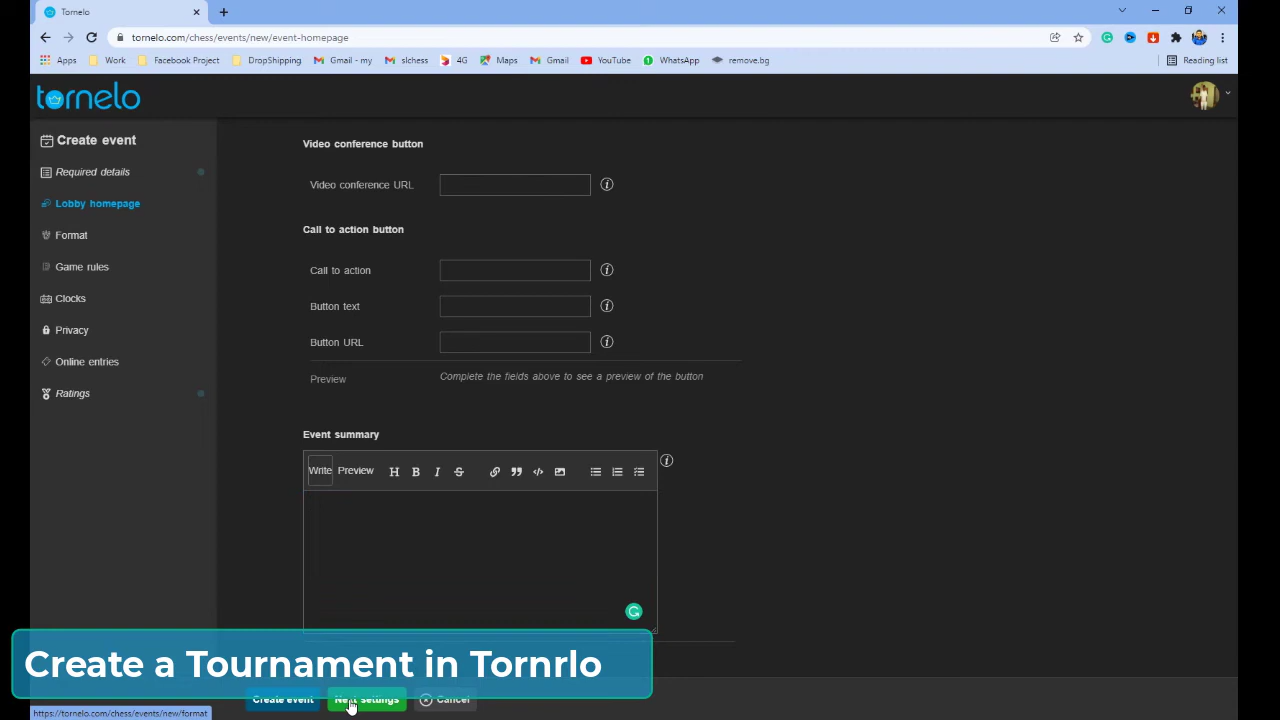 Tornelo
tornelo.com/chess/events/new/event-homepage
Apps Work Facebook Project DropShipping Gmail - my slchess 4G Maps Gmail YouTube WhatsApp remove.bg Reading list
tornelo
Create event
Required details
Lobby homepage
Format
Game rules
Clocks
Privacy
Online entries
Ratings
Video conference button
Video conference URL
Call to action button
Call to action
Button text
Button URL
Preview Complete the fields above to see a preview of the button
Event summary
Write Preview H B I S
Create a Tournament in Tornrlo
Create event Next settings Cancel
https://tornelo.com/chess/events/new/format